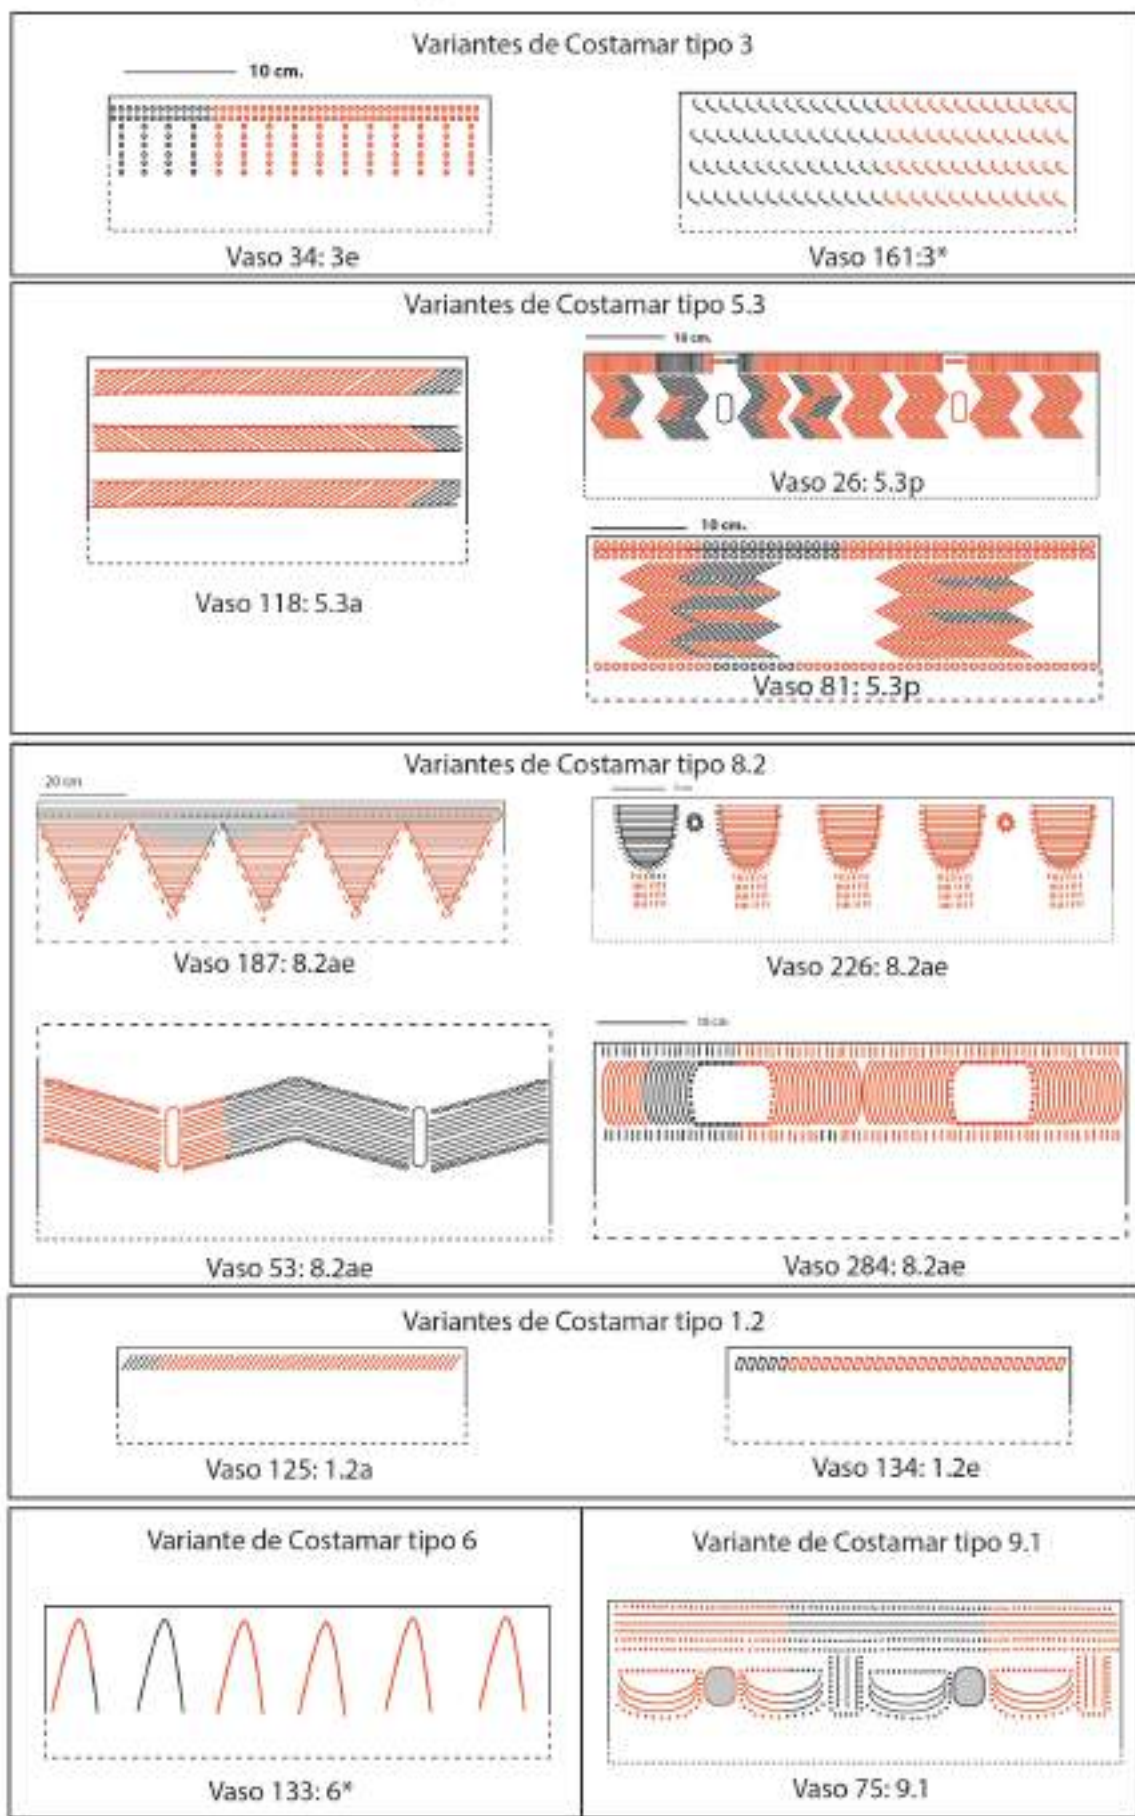 Variantes de Costamar tipo 3
10 cm.
Vaso 34: 3e
Vaso 161:3*
Variantes de Costamar tipo 5.3
10 cm.
Vaso 118: 5.3a
Vaso 26: 5.3p
10 cm.
Vaso 81: 5.3p
Variantes de Costamar tipo 8.2
20 cm
Vaso 187: 8.2ae
Vaso 226: 8.2ae
10 cm
Vaso 53: 8.2ae
Vaso 284: 8.2ae
Variantes de Costamar tipo 1.2
Vaso 125: 1.2a
Vaso 134: 1.2e
Variante de Costamar tipo 6
Variante de Costamar tipo 9.1
Vaso 133: 6*
Vaso 75: 9.1